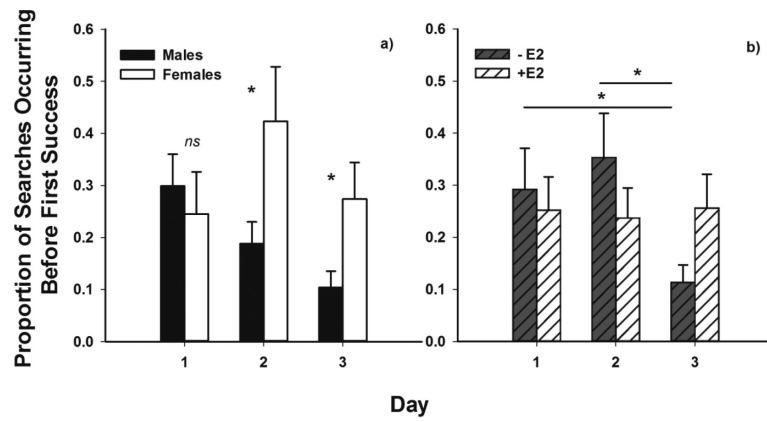 Proportion of Searches Occurring
Before First Success
0.6
0.5
0.4
0.3
0.2
0.1
0.0
Males
Females
a)
*
ns
*
1 2 3
0.6
0.5
0.4
0.3
0.2
0.1
0.0
- E2
+E2
b)
*
*
1 2 3
Day